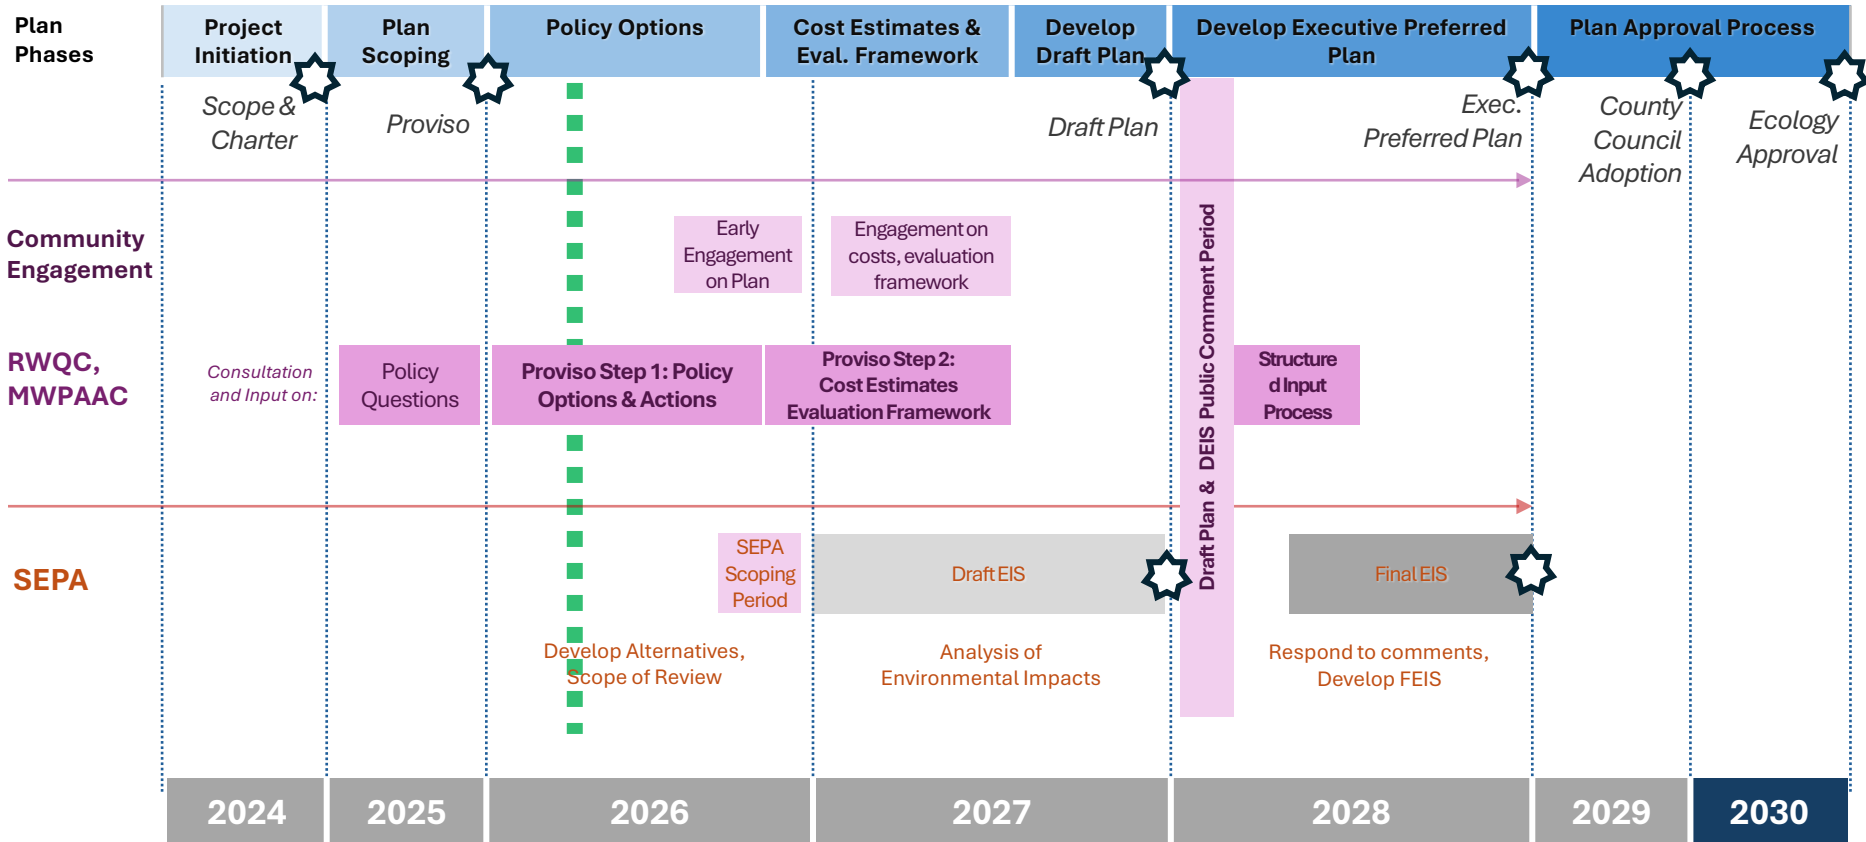 Plan
Phases
Project
Initiation
Plan
Scoping
Policy Options
Cost Estimates &
Eval. Framework
Develop
Draft Plan
Develop Executive Preferred
Plan
Plan Approval Process
Scope &
Charter
Proviso
Draft Plan
Exec.
Preferred Plan
County
Council
Adoption
Ecology
Approval
Community
Engagement
Early
Engagement
on Plan
Engagement on
costs, evaluation
framework
Draft Plan & DEIS Public Comment Period
RWQC,
MWPAAC
Consultation
and Input on:
Policy
Questions
Proviso Step 1: Policy
Options & Actions
Proviso Step 2:
Cost Estimates
Evaluation Framework
Structure
d Input
Process
SEPA
SEPA
Scoping
Period
Draft EIS
Final EIS
Develop Alternatives,
Scope of Review
Analysis of
Environmental Impacts
Respond to comments,
Develop FEIS
2024
2025
2026
2027
2028
2029
2030